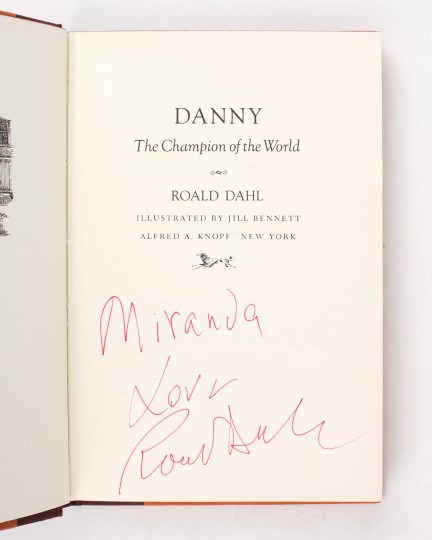 DANNY
The Champion of the World
ROALD DAHL
ILLUSTRATED BY JILL BENNETT
ALFRED A. KNOPF NEW YORK
Miranda
Love
Roald Dahl